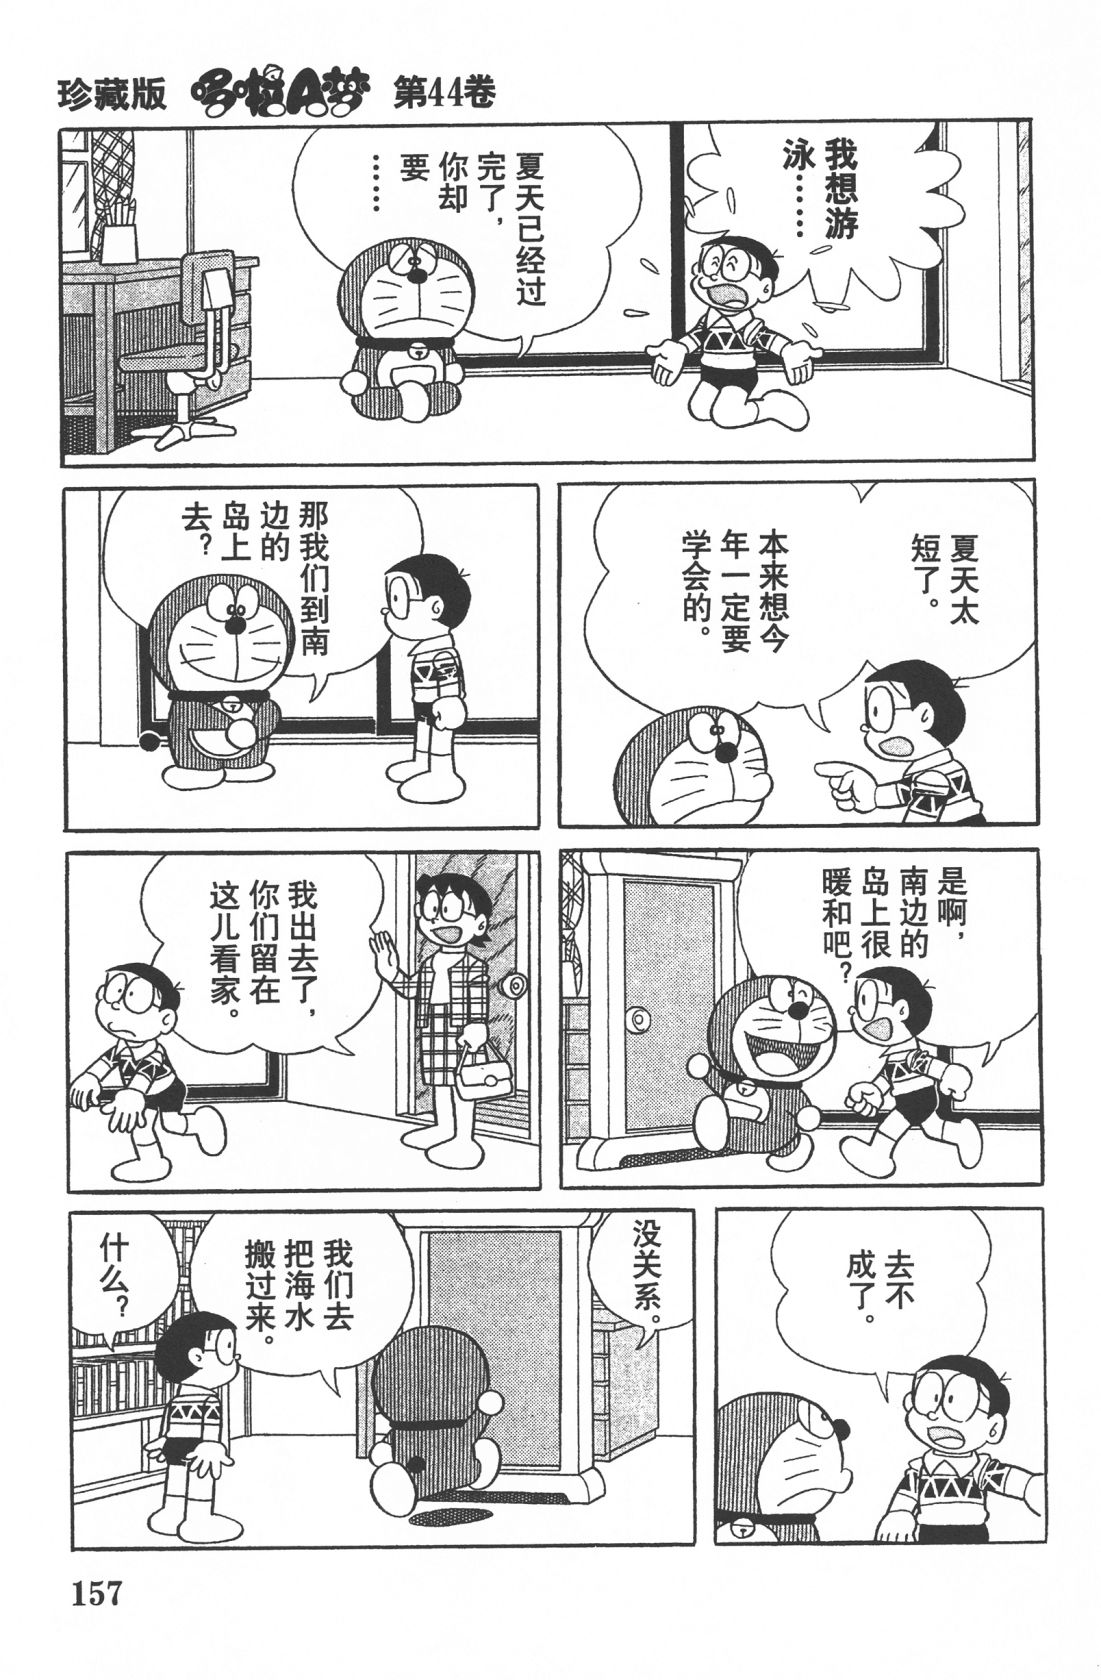 珍藏版 哆啦A梦 第44卷
我想游
泳……
夏天已经过
完了，
你却
要
……
夏天太
短了。
本来想今
年一定要
学会的。
那我们到南
边的
岛上
去？
是啊，
南边的
岛上很
暖和吧？
我出去了，
你们留在
这儿看家。
去不
成了。
没关系。
我们去
把海水
搬过来。
什么？
157